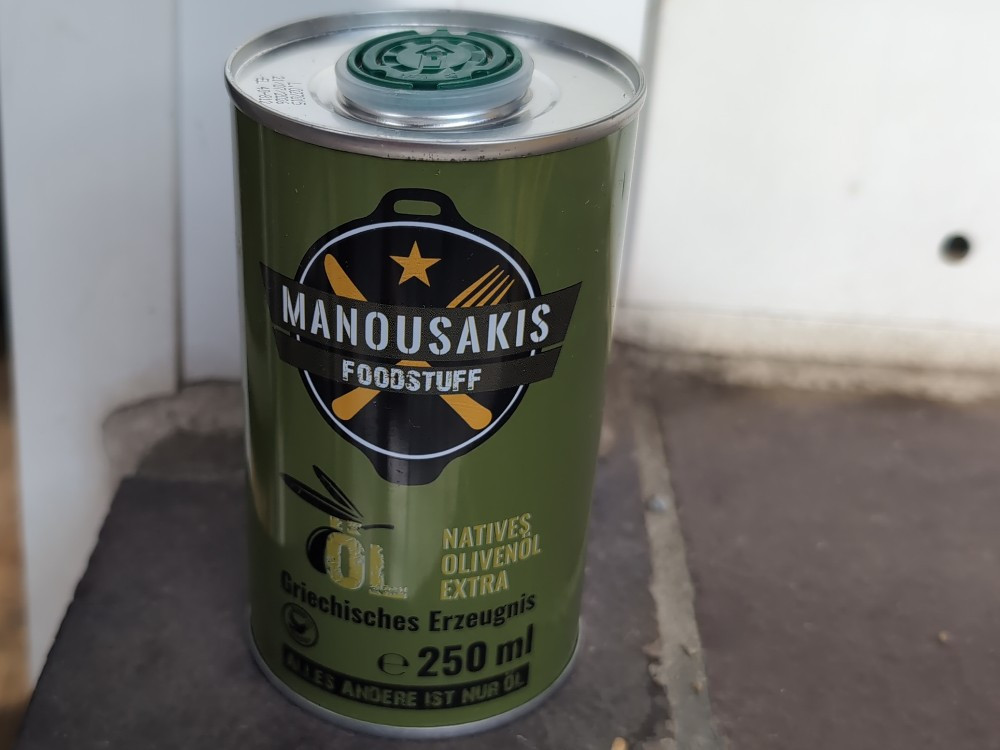 MANOUSAKIS
FOODSTUFF
ÖL
NATIVES
OLIVENÖL
EXTRA
Griechisches Erzeugnis
℮ 250 ml
ALLES ANDERE IST NUR ÖL